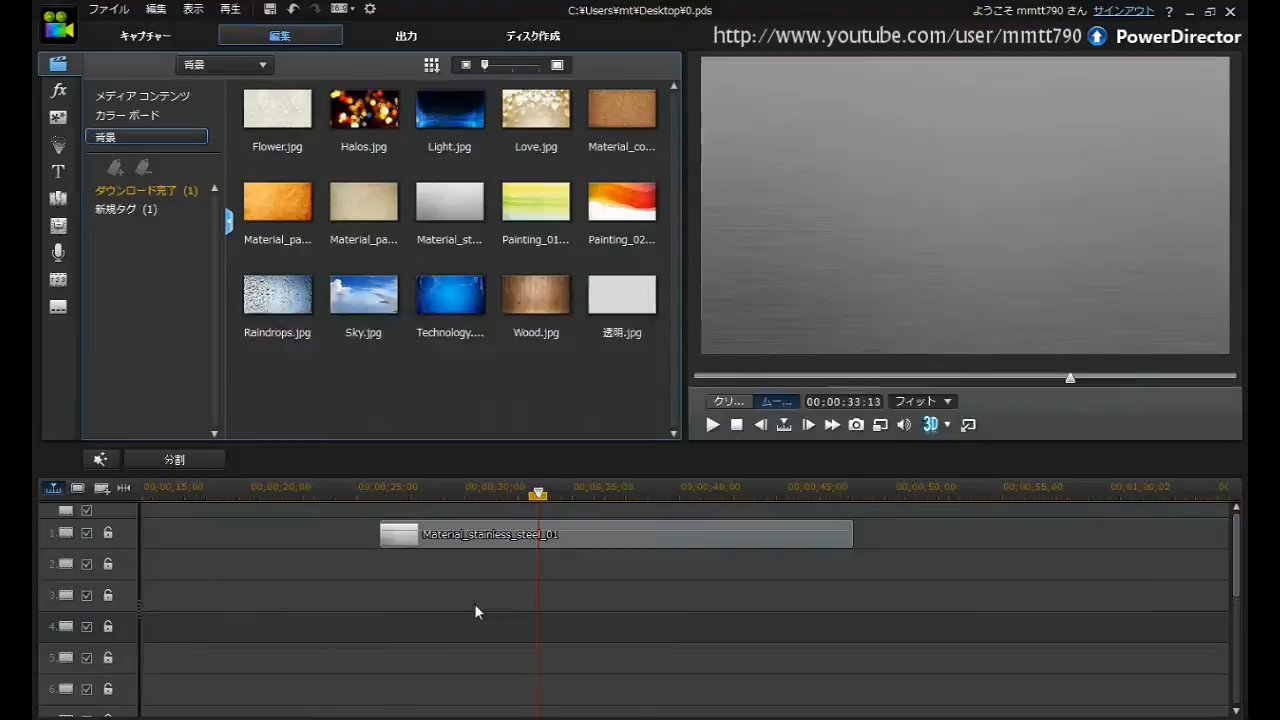 ファイル 編集 表示 再生 C:¥Users¥mt¥Desktop¥0.pds ようこそ mmtt790 さん サインアウト ?
キャプチャー 編集 出力 ディスク作成 http://www.youtube.com/user/mmtt790 PowerDirector
背景
メディア コンテンツ
カラー ボード
背景
ダウンロード完了 (1)
新規タグ (1)
Flower.jpg Halos.jpg Light.jpg Love.jpg Material_co...
Material_pa... Material_pa... Material_st... Painting_01... Painting_02...
Raindrops.jpg Sky.jpg Technology.... Wood.jpg 透明.jpg
クリ... ムー... 00:00:33:13 フィット
3D
分割
00;00;15;00 00;00;20;00 00;00;25;00 00;00;30;00 00;00;35;00 00;00;40;00 00;00;45;00 00;00;50;00 00;00;55;00 00;01;00;02
1. Material_stainless_steel_01
2.
3.
4.
5.
6.